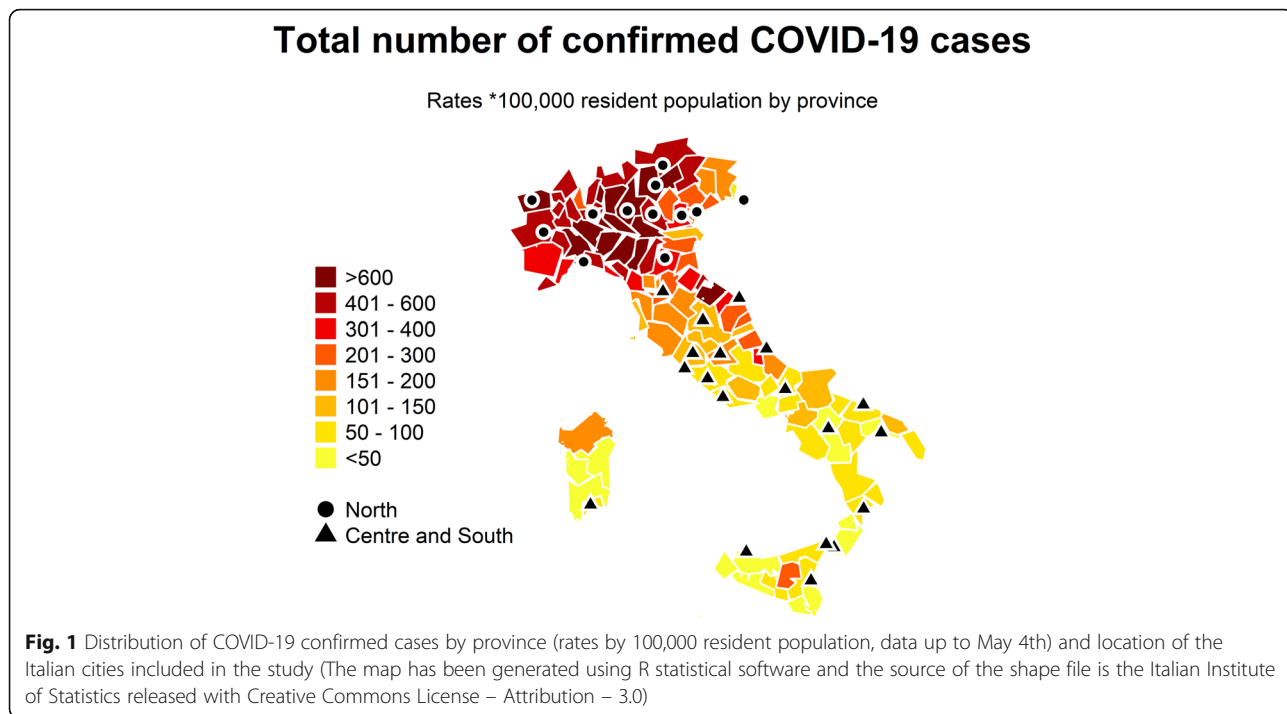 Total number of confirmed COVID-19 cases
Rates *100,000 resident population by province
>600
401 - 600
301 - 400
201 - 300
151 - 200
101 - 150
50 - 100
<50
North
Centre and South
Fig. 1 Distribution of COVID-19 confirmed cases by province (rates by 100,000 resident population, data up to May 4th) and location of the
Italian cities included in the study (The map has been generated using R statistical software and the source of the shape file is the Italian Institute
of Statistics released with Creative Commons License – Attribution – 3.0)